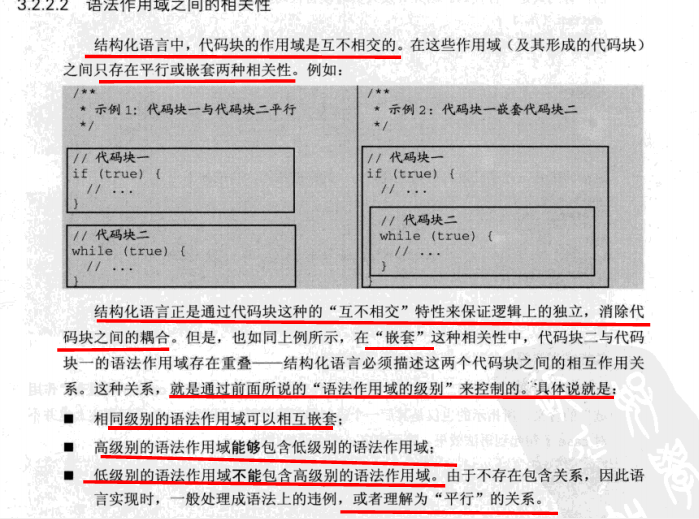 3.2.2.2 语法作用域之间的相关性
结构化语言中，代码块的作用域是互不相交的。在这些作用域（及其形成的代码块）
之间只存在平行或嵌套两种相关性。例如：
/**
* 示例 1：代码块一与代码块二平行
*/
// 代码块一
if (true) {
// ...
}
// 代码块二
while (true) {
// ...
}
/**
* 示例 2：代码块一嵌套代码块二
*/
// 代码块一
if (true) {
// ...
// 代码块二
while (true) {
// ...
}
}
结构化语言正是通过代码块这种的“互不相交”特性来保证逻辑上的独立，消除代
码块之间的耦合。但是，也如同上例所示，在“嵌套”这种相关性中，代码块二与代码
块一的语法作用域存在重叠——结构化语言必须描述这两个代码块之间的相互作用关
系。这种关系，就是通过前面所说的“语法作用域的级别”来控制的。具体说就是：
■ 相同级别的语法作用域可以相互嵌套；
■ 高级别的语法作用域能够包含低级别的语法作用域；
■ 低级别的语法作用域不能包含高级别的语法作用域。由于不存在包含关系，因此语
言实现时，一般处理成语法上的违例，或者理解为“平行”的关系。